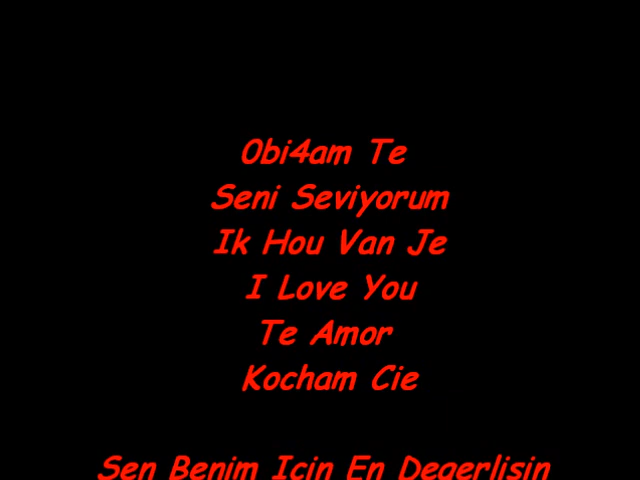 Obi4am Te
Seni Seviyorum
Ik Hou Van Je
I Love You
Te Amor
Kocham Cie
Sen Benim Icin En Degerlisin